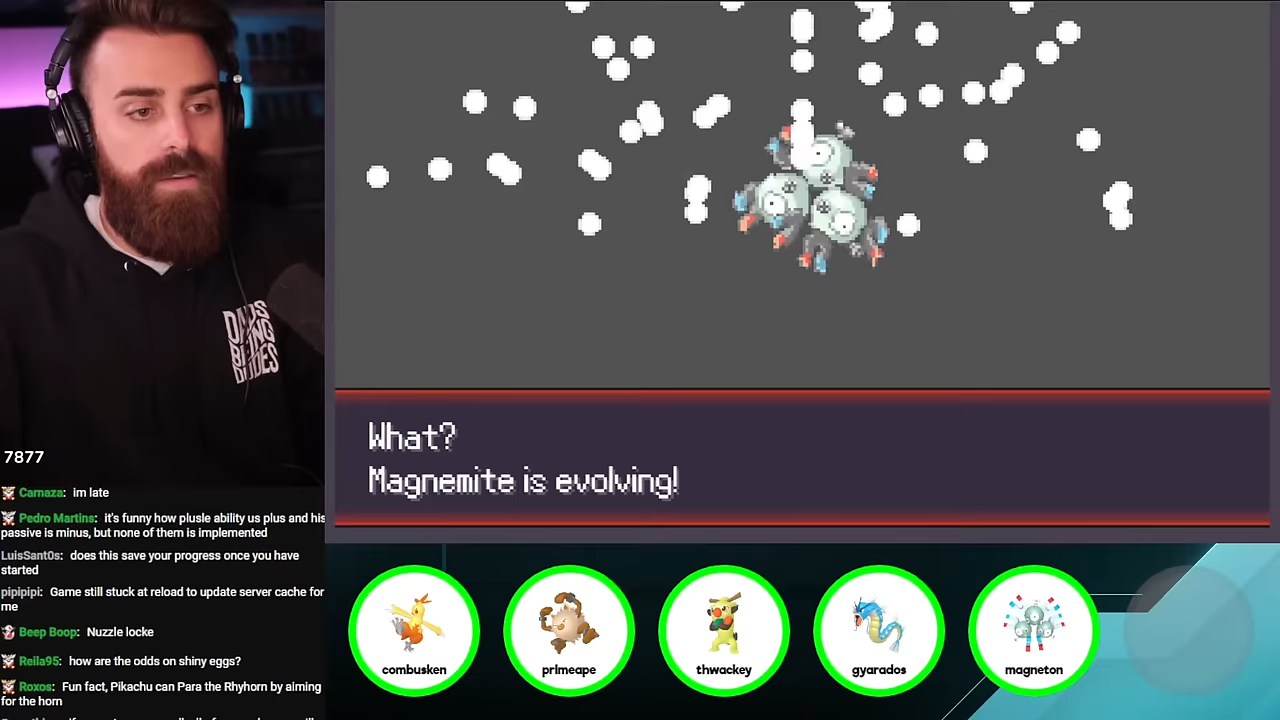 DADS
BEING
DUDES
What?
Magnemite is evolving!
7877
Carnaza: im late
Pedro Martins: it's funny how plusle ability us plus and his
passive is minus, but none of them is implemented
LuisSant0s: does this save your progress once you have
started
pipipipi: Game still stuck at reload to update server cache for
me
Beep Boop: Nuzzle locke
Reila95: how are the odds on shiny eggs?
Roxos: Fun fact, Pikachu can Para the Rhyhorn by aiming
for the horn
combusken
primeape
thwackey
gyarados
magneton